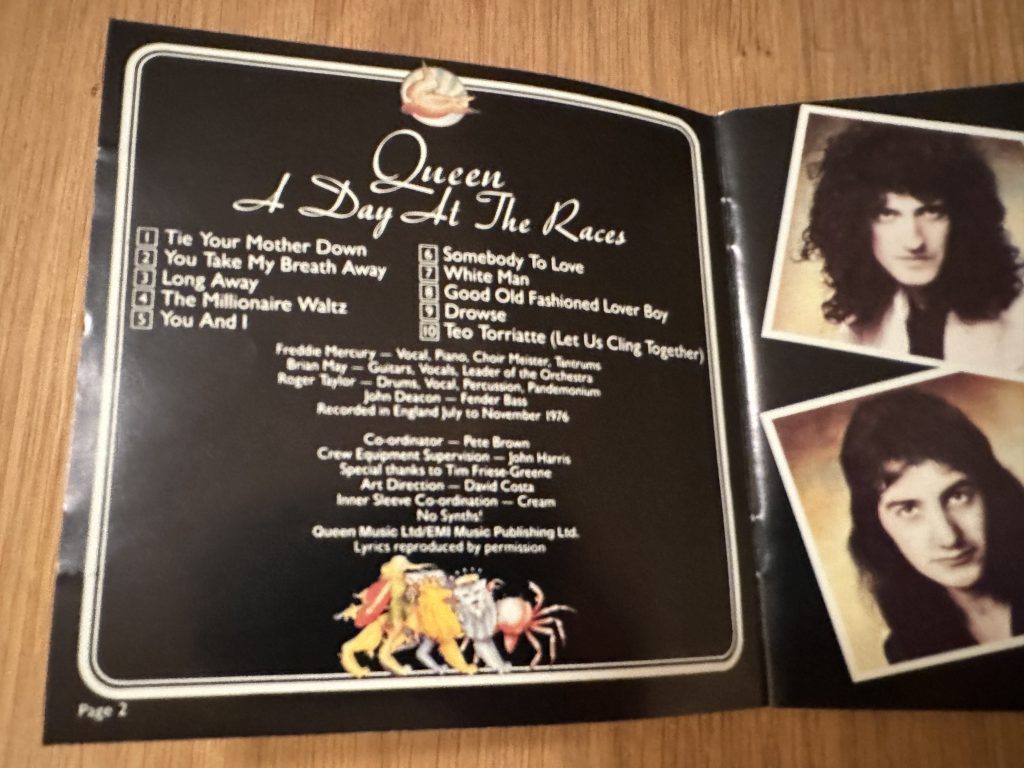 Queen
A Day At The Races
1 Tie Your Mother Down
2 You Take My Breath Away
3 Long Away
4 The Millionaire Waltz
5 You And I
6 Somebody To Love
7 White Man
8 Good Old Fashioned Lover Boy
9 Drowse
10 Teo Torriatte (Let Us Cling Together)
Freddie Mercury — Vocal, Piano, Choir Meister, Tantrums
Brian May — Guitars, Vocals, Leader of the Orchestra
Roger Taylor — Drums, Vocal, Percussion, Pandemonium
John Deacon — Fender Bass
Recorded in England July to November 1976
Co-ordinator — Pete Brown
Crew Equipment Supervision — John Harris
Special thanks to Tim Friese-Greene
Art Direction — David Costa
Inner Sleeve Co-ordination — Cream
No Synths!
Queen Music Ltd/EMI Music Publishing Ltd.
Lyrics reproduced by permission
Page 2